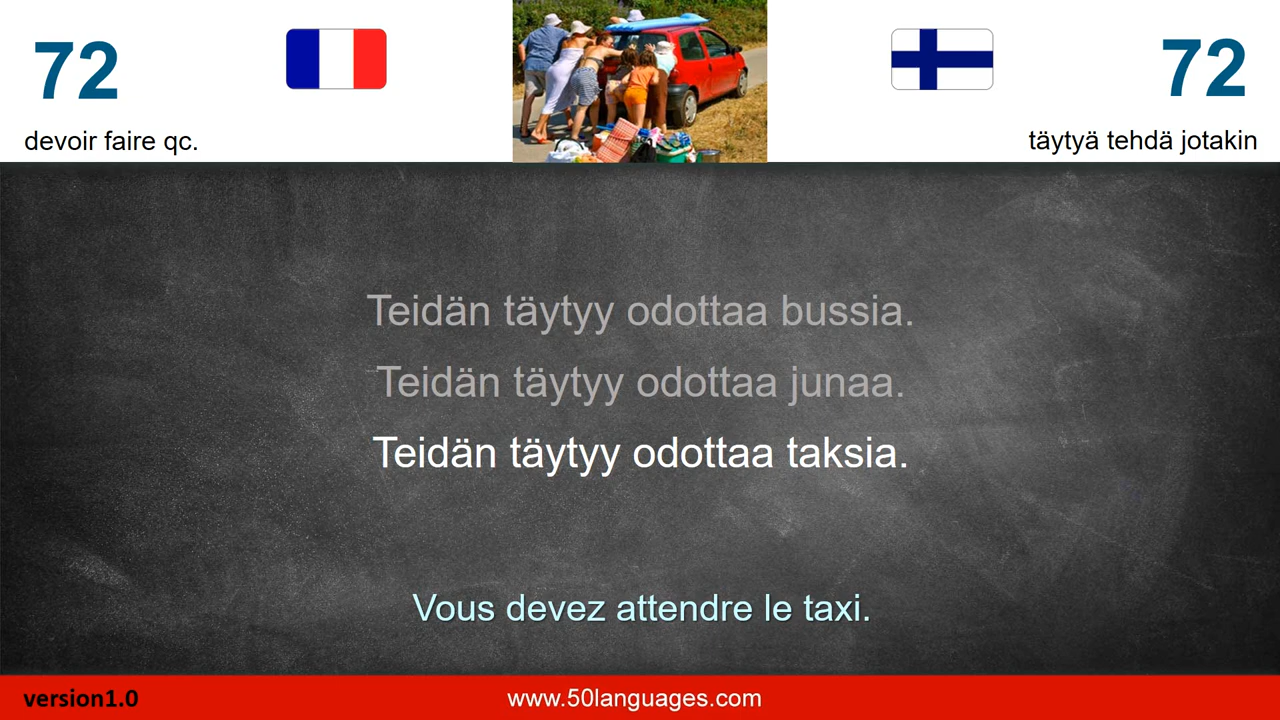 72
72
devoir faire qc.
täytyä tehdä jotakin
Teidän täytyy odottaa bussia.
Teidän täytyy odottaa junaa.
Teidän täytyy odottaa taksia.
Vous devez attendre le taxi.
version1.0
www.50languages.com